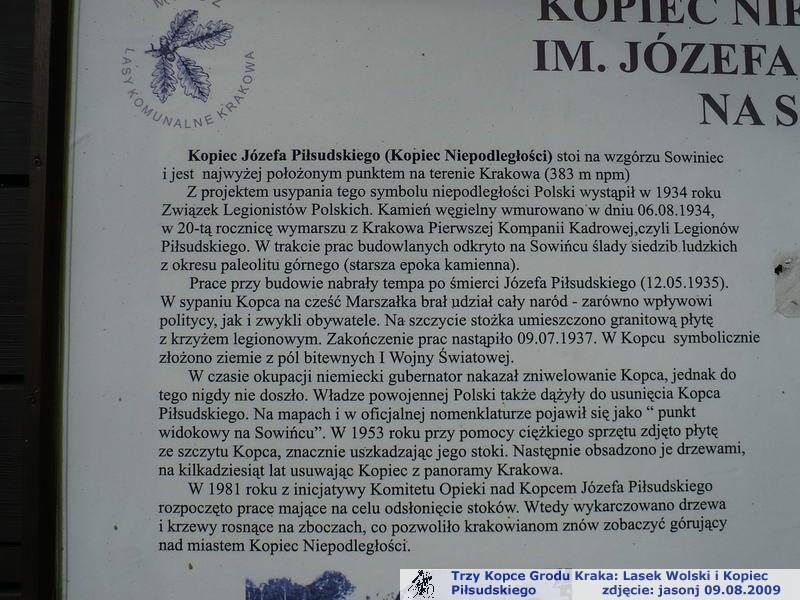 LASY KOMUNALNE KRAKOWA
KOPIEC
IM. JÓZEFA
NA
Kopiec Józefa Piłsudskiego (Kopiec Niepodległości) stoi na wzgórzu Sowiniec
i jest najwyżej położonym punktem na terenie Krakowa (383 m npm)
Z projektem usypania tego symbolu niepodległości Polski wystąpił w 1934 roku
Związek Legionistów Polskich. Kamień węgielny wmurowano w dniu 06.08.1934,
w 20-tą rocznicę wymarszu z Krakowa Pierwszej Kompanii Kadrowej,czyli Legionów
Piłsudskiego. W trakcie prac budowlanych odkryto na Sowińcu ślady siedzib ludzkich
z okresu paleolitu górnego (starsza epoka kamienna).
Prace przy budowie nabrały tempa po śmierci Józefa Piłsudskiego (12.05.1935).
W sypaniu Kopca na cześć Marszałka brał udział cały naród - zarówno wpływowi
politycy, jak i zwykli obywatele. Na szczycie stożka umieszczono granitową płytę
z krzyżem legionowym. Zakończenie prac nastąpiło 09.07.1937. W Kopcu symbolicznie
złożono ziemie z pól bitewnych I Wojny Światowej.
W czasie okupacji niemiecki gubernator nakazał zniwelowanie Kopca, jednak do
tego nigdy nie doszło. Władze powojennej Polski także dążyły do usunięcia Kopca
Piłsudskiego. Na mapach i w oficjalnej nomenklaturze pojawił się jako “ punkt
widokowy na Sowińcu”. W 1953 roku przy pomocy ciężkiego sprzętu zdjęto płytę
ze szczytu Kopca, znacznie uszkadzając jego stoki. Następnie obsadzono je drzewami,
na kilkadziesiąt lat usuwając Kopiec z panoramy Krakowa.
W 1981 roku z inicjatywy Komitetu Opieki nad Kopcem Józefa Piłsudskiego
rozpoczęto prace mające na celu odsłonięcie stoków. Wtedy wykarczowano drzewa
i krzewy rosnące na zboczach, co pozwoliło krakowianom znów zobaczyć górujący
nad miastem Kopiec Niepodległości.
Trzy Kopce Grodu Kraka: Lasek Wolski i Kopiec
Piłsudskiego zdjęcie: jasonj 09.08.2009